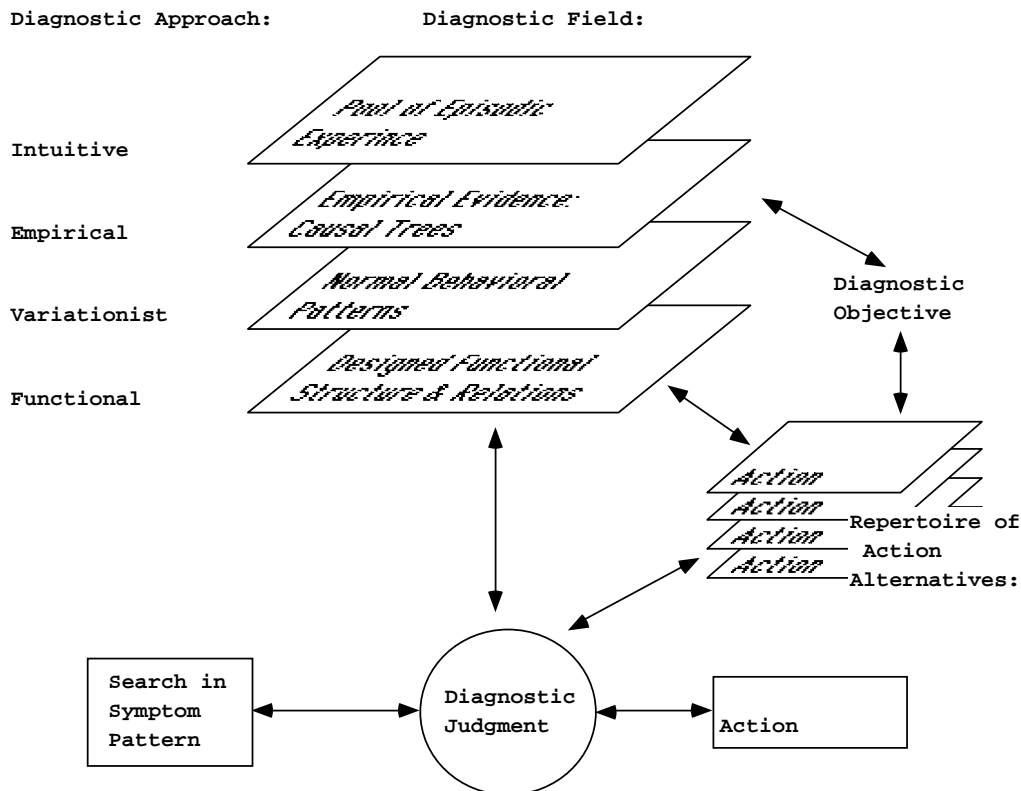 Diagnostic Approach:
Diagnostic Field:
Pool of Episodic
Experince
Intuitive
Empirical Evidence:
Causal Trees
Empirical
Normal Behavioral
Patterns
Variationist
Designed Functional
Structure & Relations
Functional
Diagnostic
Objective
Action
Action
Action
Action
Repertoire of
Action
Alternatives:
Search in
Symptom
Pattern
Diagnostic
Judgment
Action